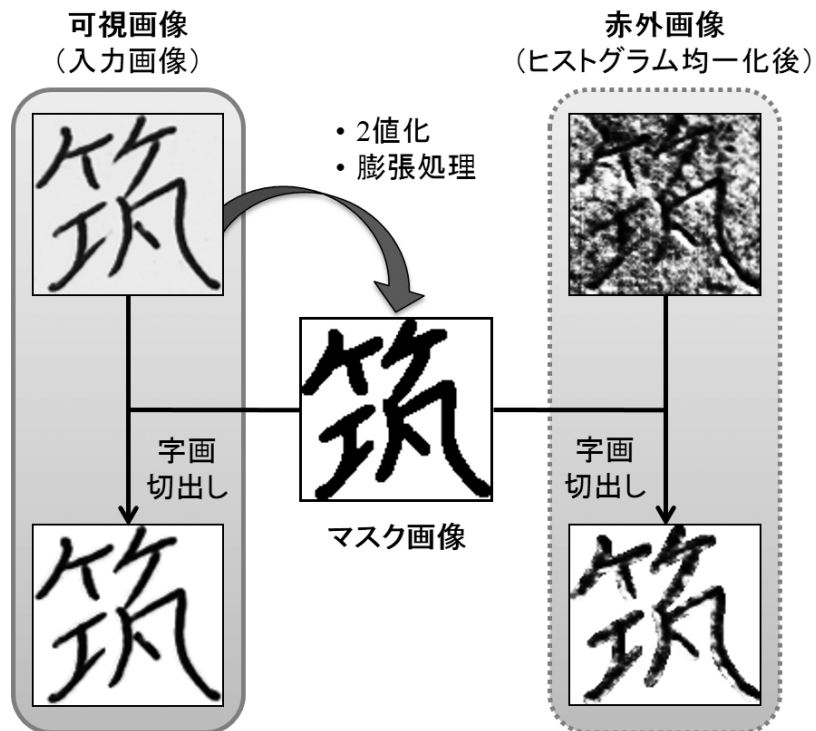 可視画像
（入力画像）
赤外画像
（ヒストグラム均一化後）
筑
・2値化
・膨張処理
筑
筑
字画
切出し
マスク画像
字画
切出し
筑
筑